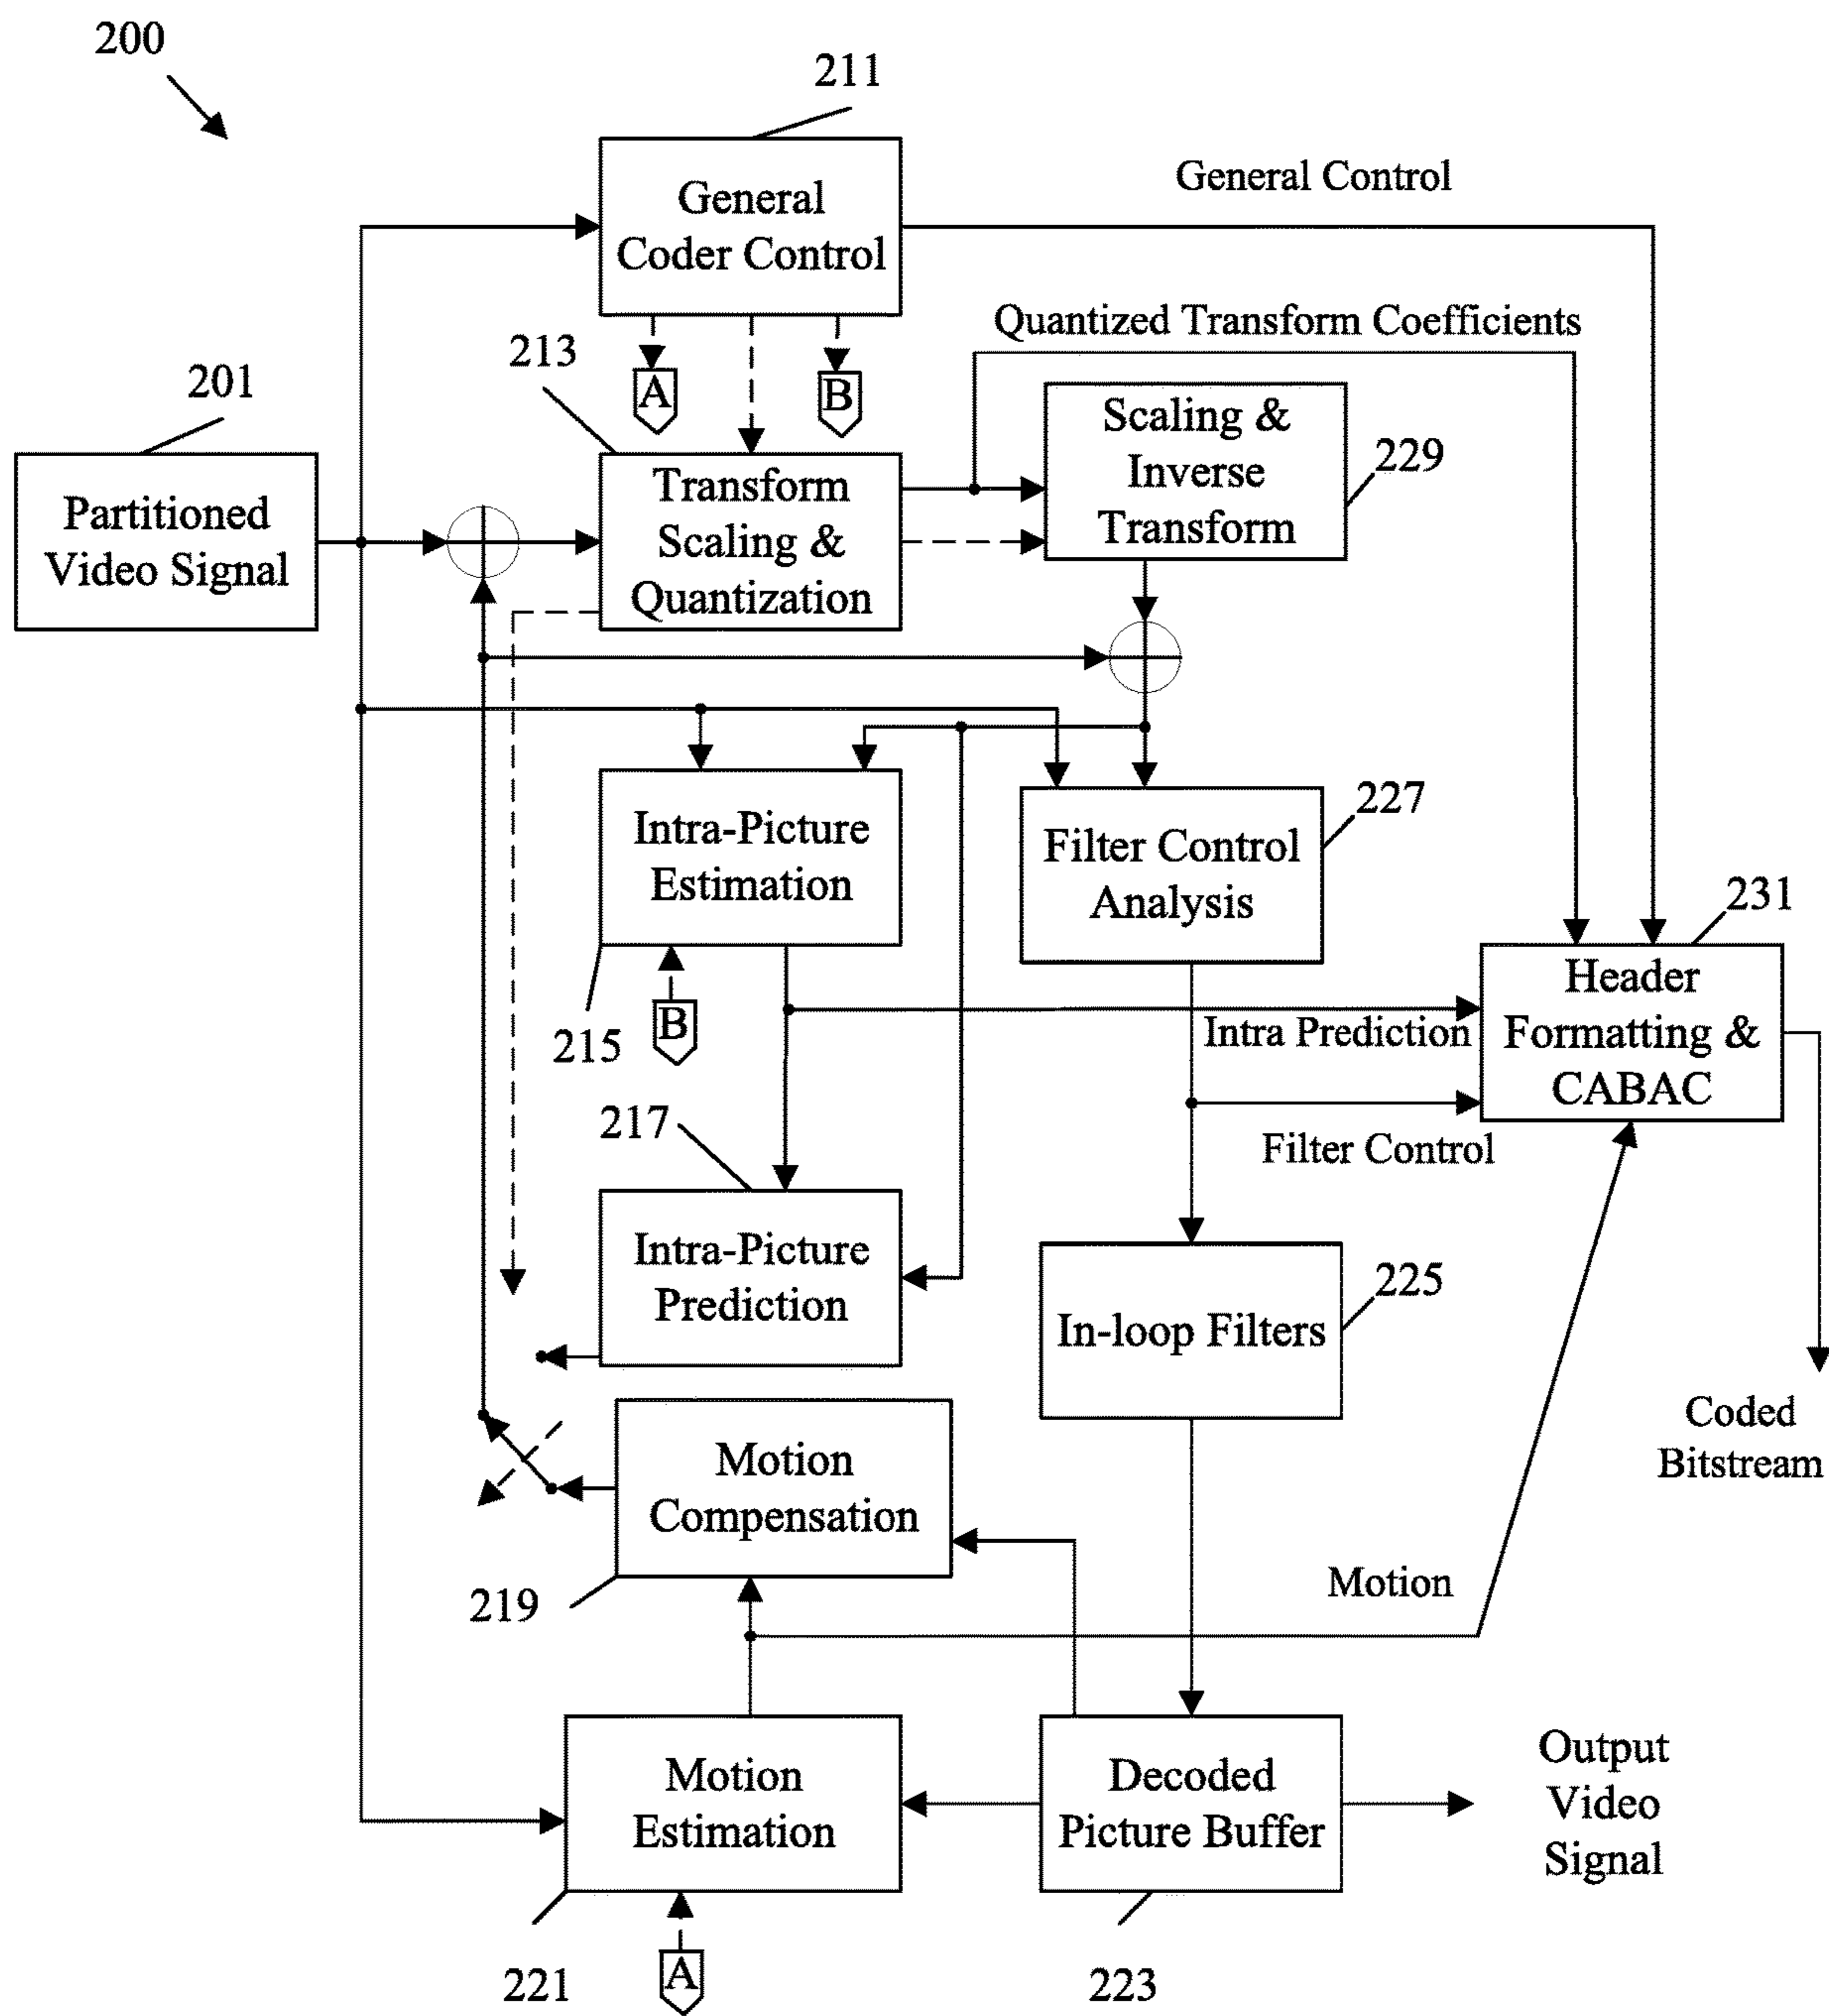 200
211
General
Coder Control
General Control
Quantized Transform Coefficients
213
A
B
201
Partitioned
Video Signal
Transform
Scaling &
Quantization
Scaling &
Inverse
Transform
229
Intra-Picture
Estimation
215
B
Filter Control
Analysis
227
231
Header
Formatting &
CABAC
Intra Prediction
Filter Control
217
Intra-Picture
Prediction
In-loop Filters
225
Coded
Bitstream
Motion
Compensation
219
Motion
Motion
Estimation
221
A
Decoded
Picture Buffer
223
Output
Video
Signal